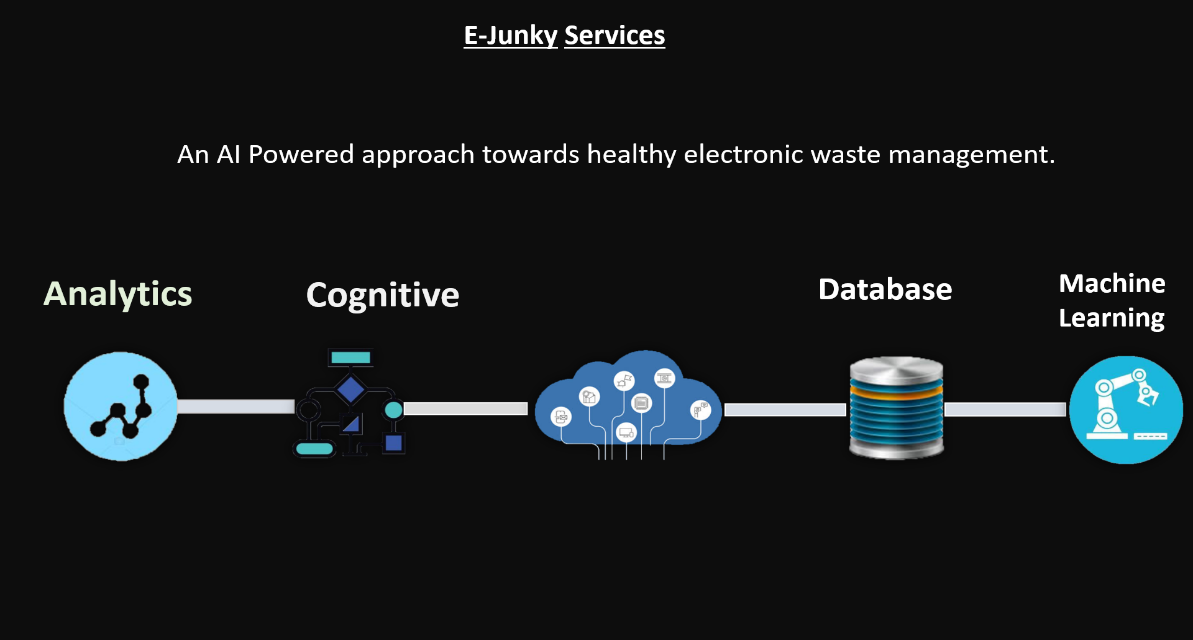 E-Junky Services
An AI Powered approach towards healthy electronic waste management.
Analytics
Cognitive
Database
Machine
Learning